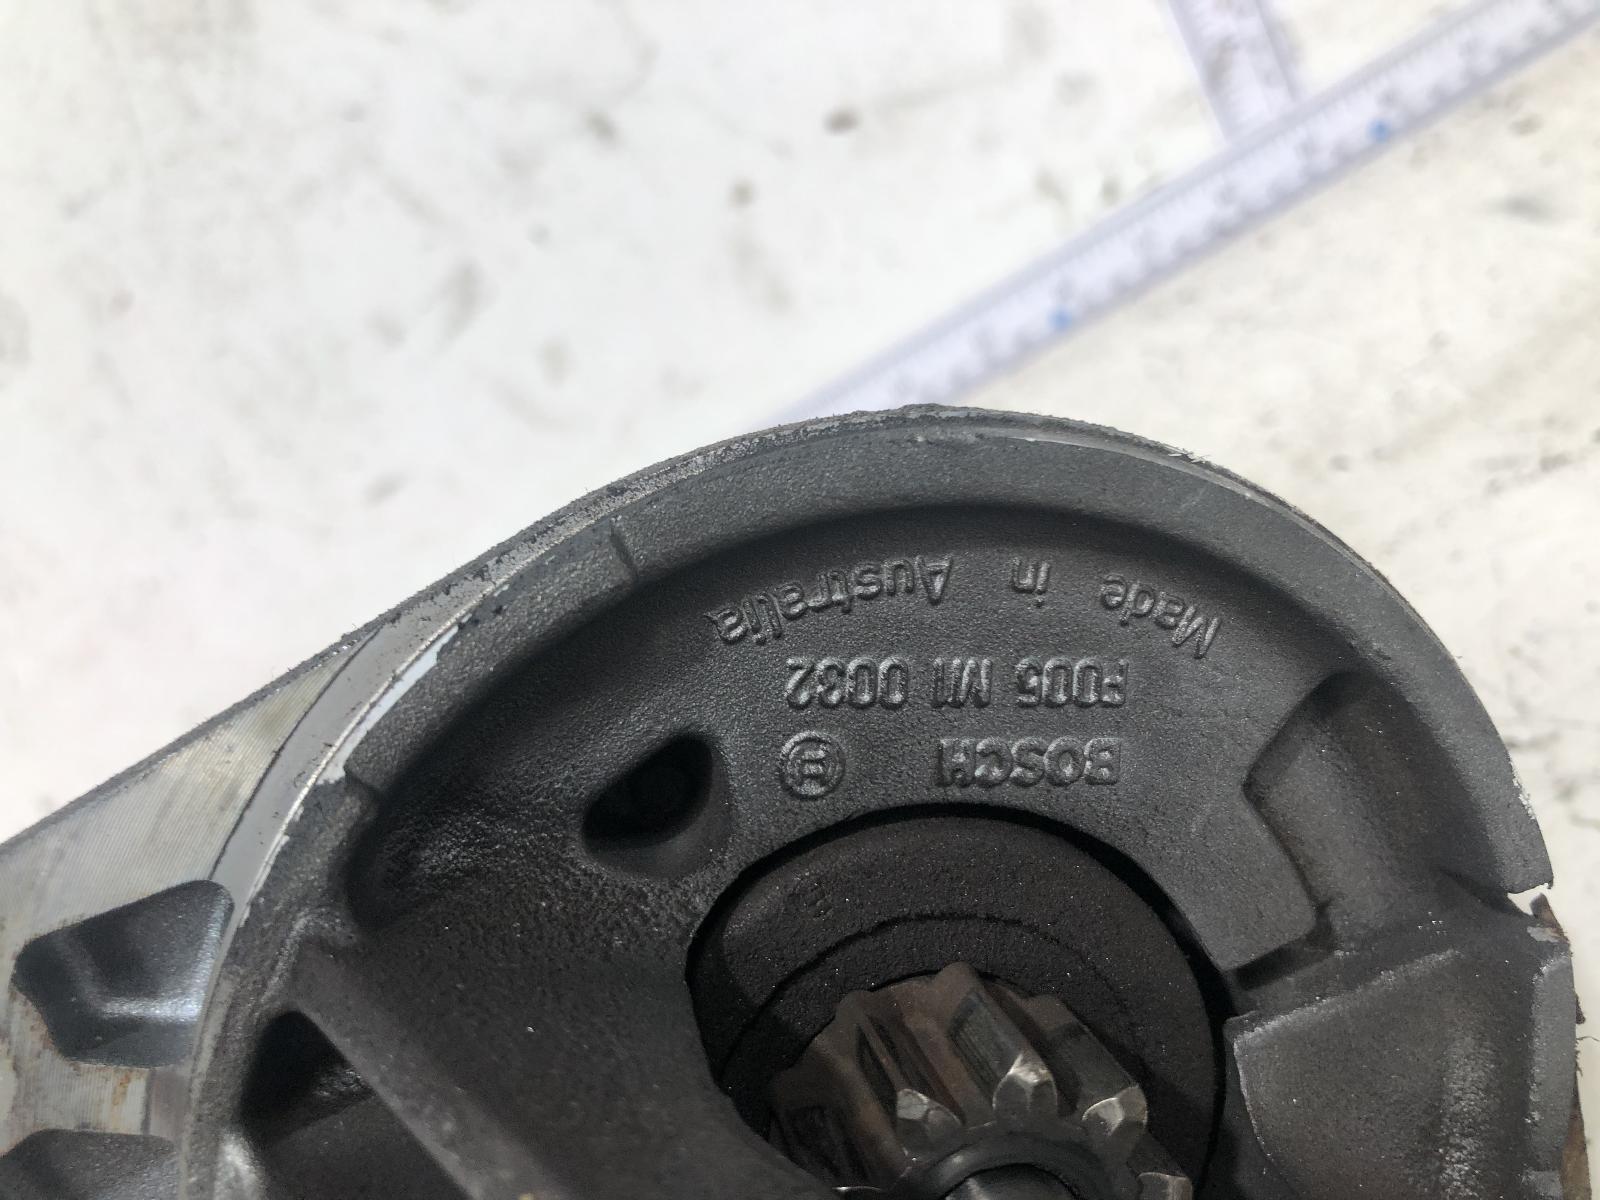 BOSCH
F005 M1 0032
Made in Australia